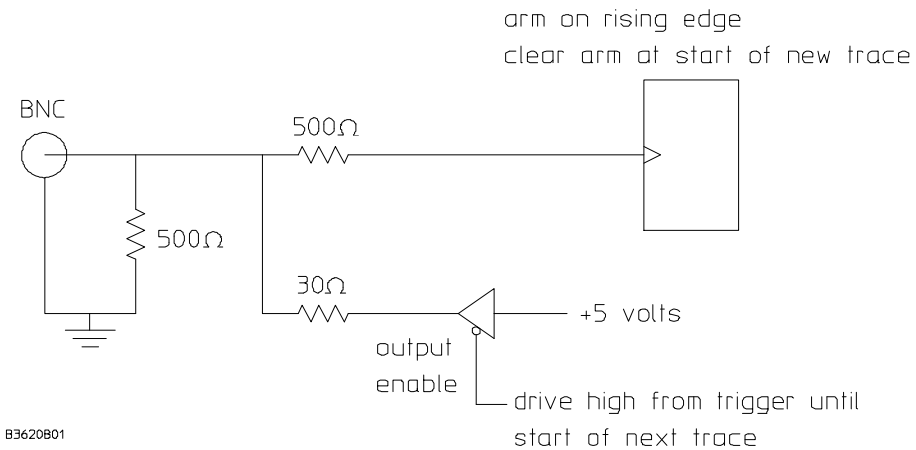 arm on rising edge
clear arm at start of new trace
BNC
500Ω
500Ω
30Ω
+5 volts
output
enable
drive high from trigger until
start of next trace
B3620B01